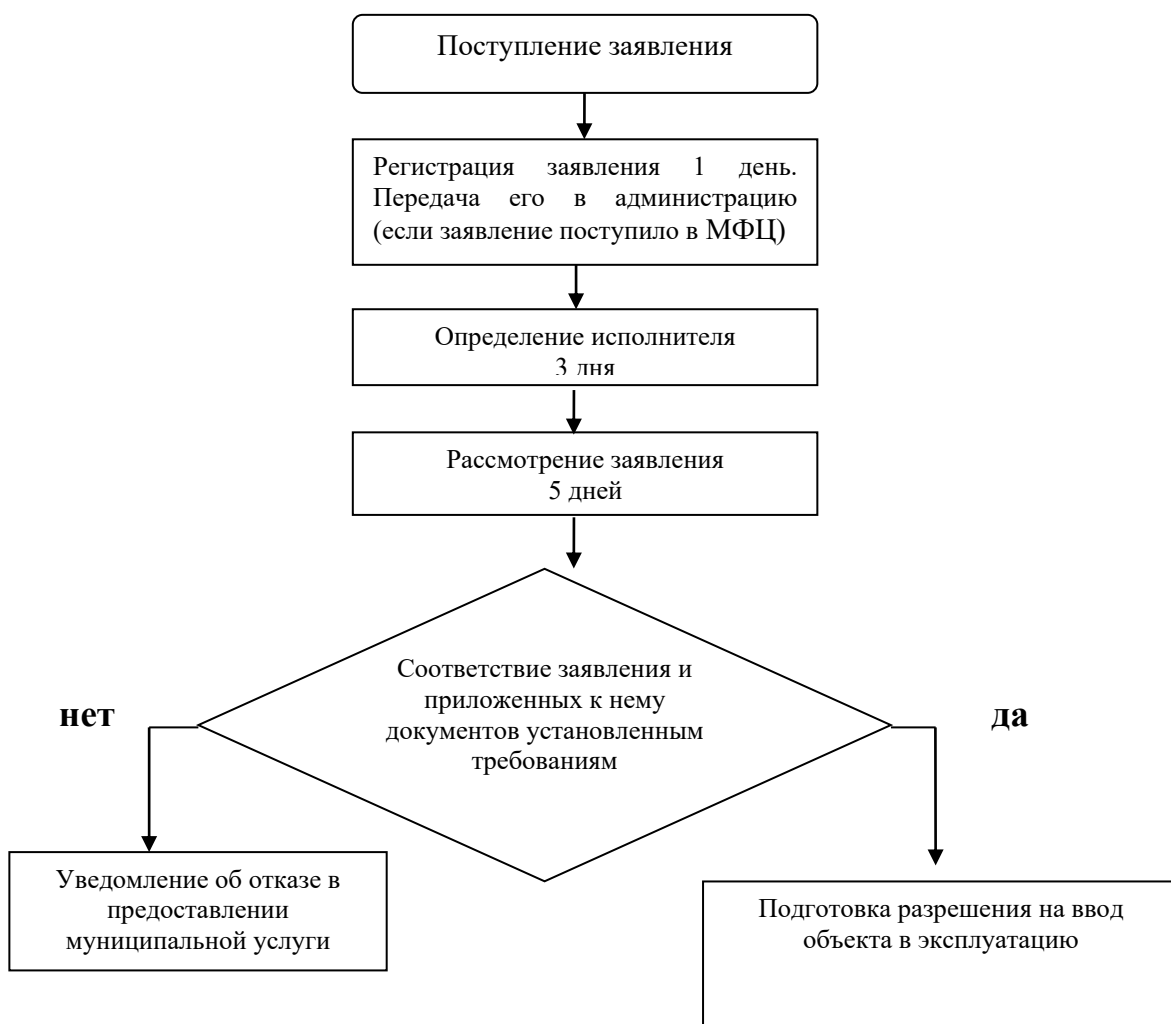 Поступление заявления
Регистрация заявления 1 день.
Передача его в администрацию
(если заявление поступило в МФЦ)
Определение исполнителя
3 дня
Рассмотрение заявления
5 дней
Соответствие заявления и
приложенных к нему
документов установленным
требованиям
нет
да
Уведомление об отказе в
предоставлении
муниципальной услуги
Подготовка разрешения на ввод
объекта в эксплуатацию